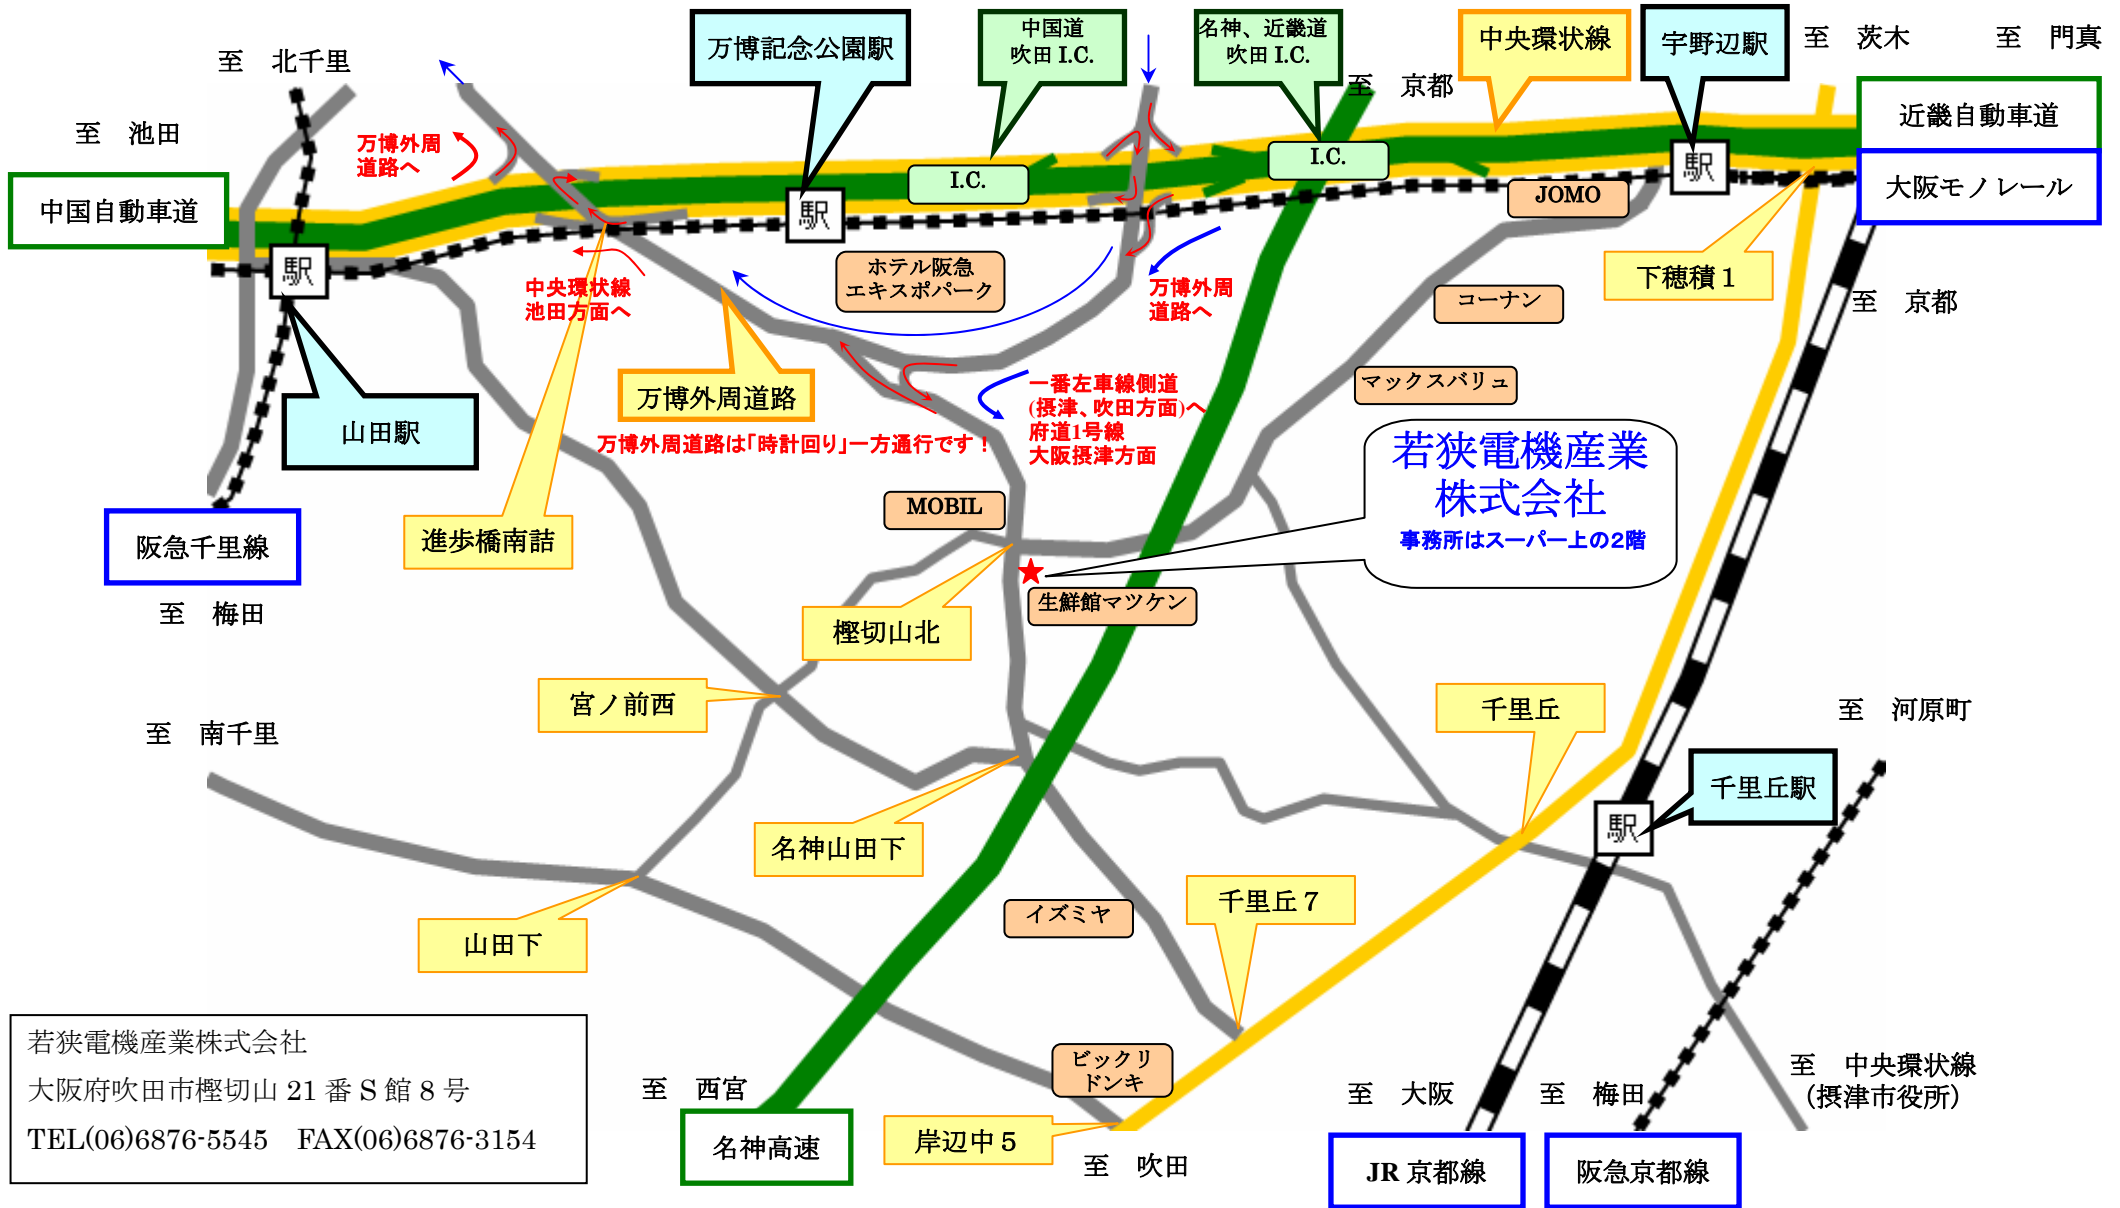 至　北千里
至　池田
万博外周
道路へ
万博記念公園駅
中国道
吹田 I.C.
名神、近畿道
吹田 I.C.
至　京都
中央環状線
宇野辺駅
至　茨木
至　門真
近畿自動車道
大阪モノレール
中国自動車道
駅
駅
I.C.
I.C.
駅
JOMO
下穂積１
至　京都
ホテル阪急
エキスポパーク
中央環状線
池田方面へ
万博外周
道路へ
コーナン
マックスバリュ
万博外周道路
万博外周道路は「時計回り」一方通行です！
一番左車線側道
(摂津、吹田方面)へ
府道1号線
大阪摂津方面
山田駅
若狭電機産業
株式会社
事務所はスーパー上の２階
MOBIL
進歩橋南詰
阪急千里線
至　梅田
生鮮館マツケン
樫切山北
宮ノ前西
千里丘
至　河原町
至　南千里
千里丘駅
駅
名神山田下
イズミヤ
千里丘７
山田下
若狭電機産業株式会社
大阪府吹田市樫切山 21 番 S 館 8 号
TEL(06)6876-5545　FAX(06)6876-3154
至　西宮
名神高速
ビックリ
ドンキ
岸辺中５
至　吹田
至　大阪
JR 京都線
至　梅田
阪急京都線
至　中央環状線
（摂津市役所）